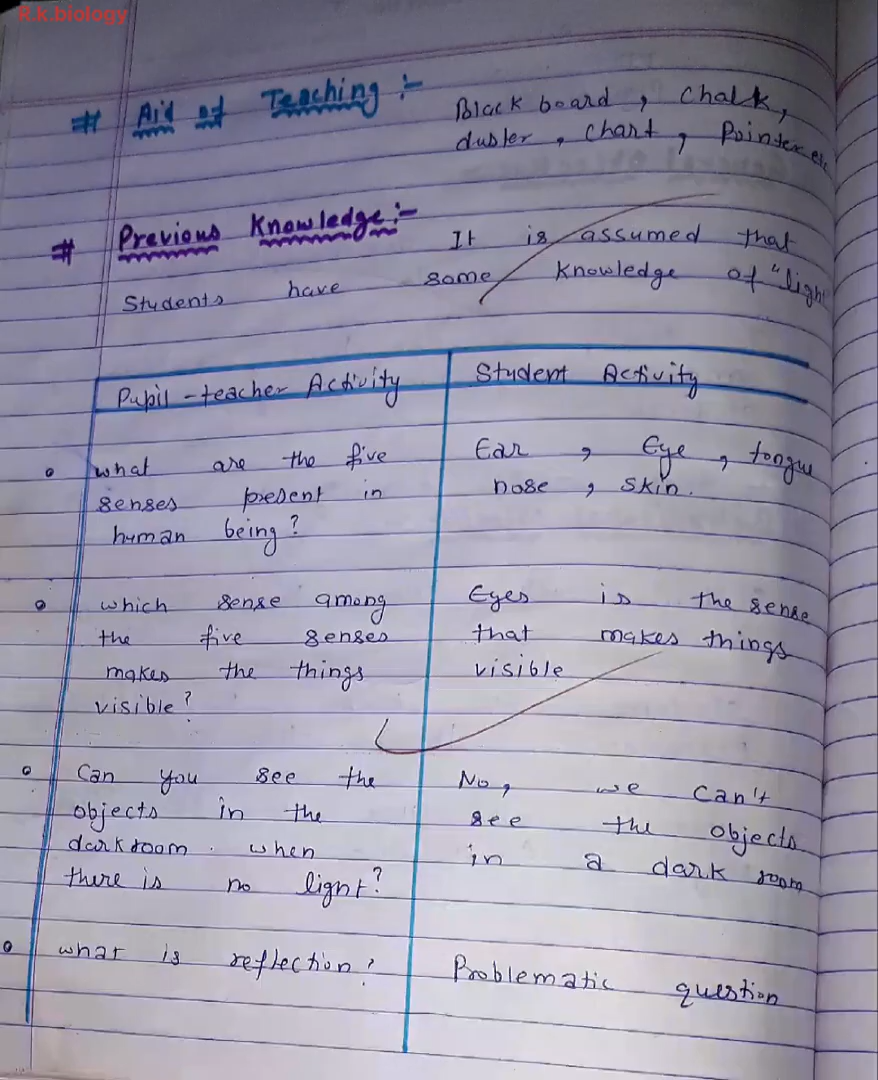 R.k.biology
# Aid of Teaching :-
Black board , Chalk,
duster , Chart , Pointer etc
# Previous Knowledge:-
It is assumed that
Students have some knowledge of "light
Pupil-teacher Activity
Student Activity
• what are the five
senses present in
human being?
Ear , Eye , tongue
nose , skin.
• which sense among
the five senses
makes the things
visible?
Eyes is the sense
that makes things
visible
• Can you see the
objects in the
darkroom. when
there is no light?
No, we can't
see the objects
in a dark room
• what is reflection?
Problematic question